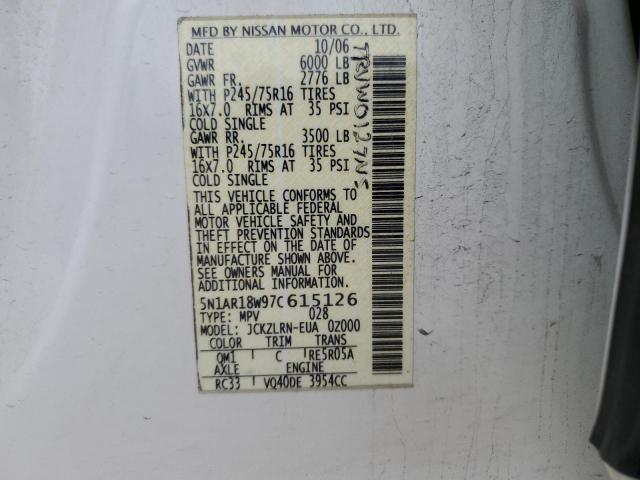 MFD BY NISSAN MOTOR CO., LTD.
DATE 10/06
GVWR 6000 LB
GAWR FR. 2776 LB
WITH P245/75R16 TIRES
16X7.0 RIMS AT 35 PSI
COLD SINGLE
GAWR RR. 3500 LB
WITH P245/75R16 TIRES
16X7.0 RIMS AT 35 PSI
COLD SINGLE
THIS VEHICLE CONFORMS TO
ALL APPLICABLE FEDERAL
MOTOR VEHICLE SAFETY AND
THEFT PREVENTION STANDARDS
IN EFFECT ON THE DATE OF
MANUFACTURE SHOWN ABOVE.
SEE OWNERS MANUAL FOR
ADDITIONAL INFORMATION.
5N1AR18W97C615126
TYPE: MPV 028
MODEL: JCKZLRN-EUA 0Z000
COLOR TRIM TRANS
QM1 C RE5R05A
AXLE ENGINE
RC33 VQ40DE 3954CC